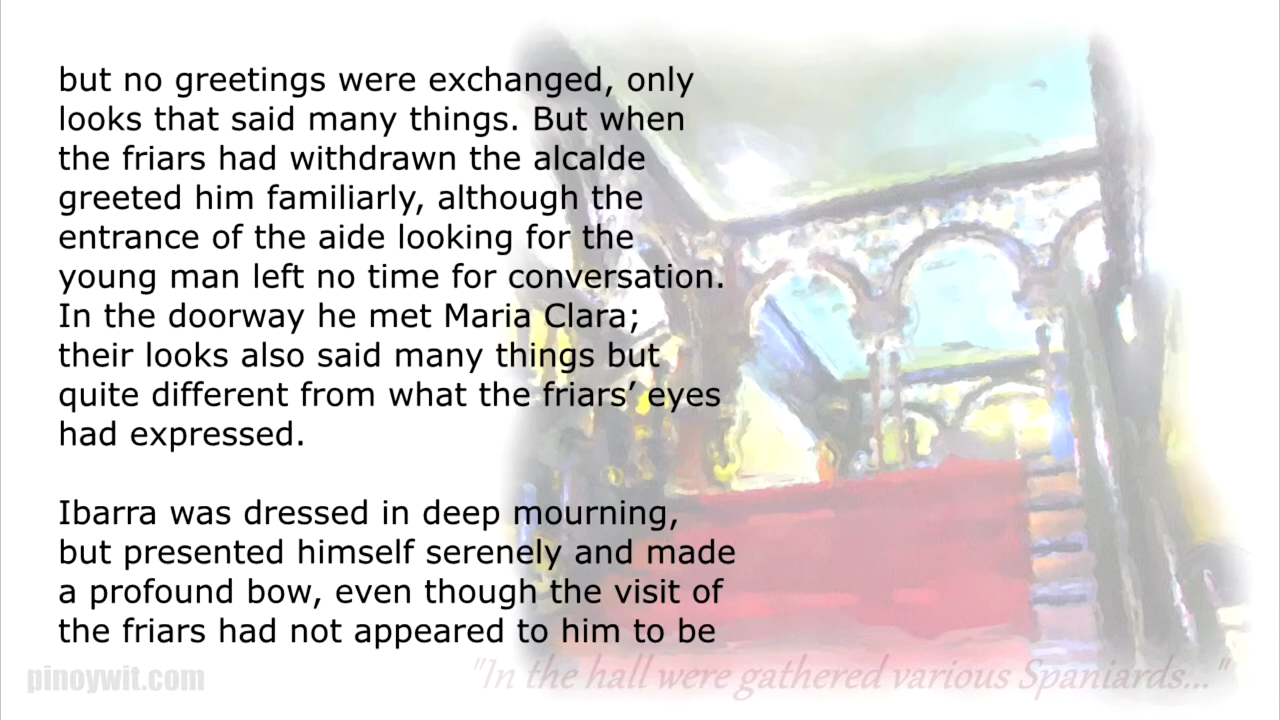 but no greetings were exchanged, only
looks that said many things. But when
the friars had withdrawn the alcalde
greeted him familiarly, although the
entrance of the aide looking for the
young man left no time for conversation.
In the doorway he met Maria Clara;
their looks also said many things but
quite different from what the friars’ eyes
had expressed.
Ibarra was dressed in deep mourning,
but presented himself serenely and made
a profound bow, even though the visit of
the friars had not appeared to him to be
pinoywit.com
"In the hall were gathered various Spaniards..."